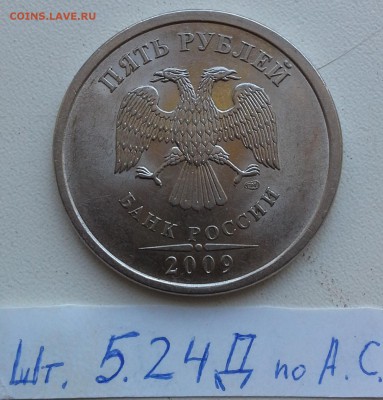 COINS.LAVE.RU
ПЯТЬ РУБЛЕЙ
БАНК РОССИИ
2009
Шт. 5.24Д по А.С.